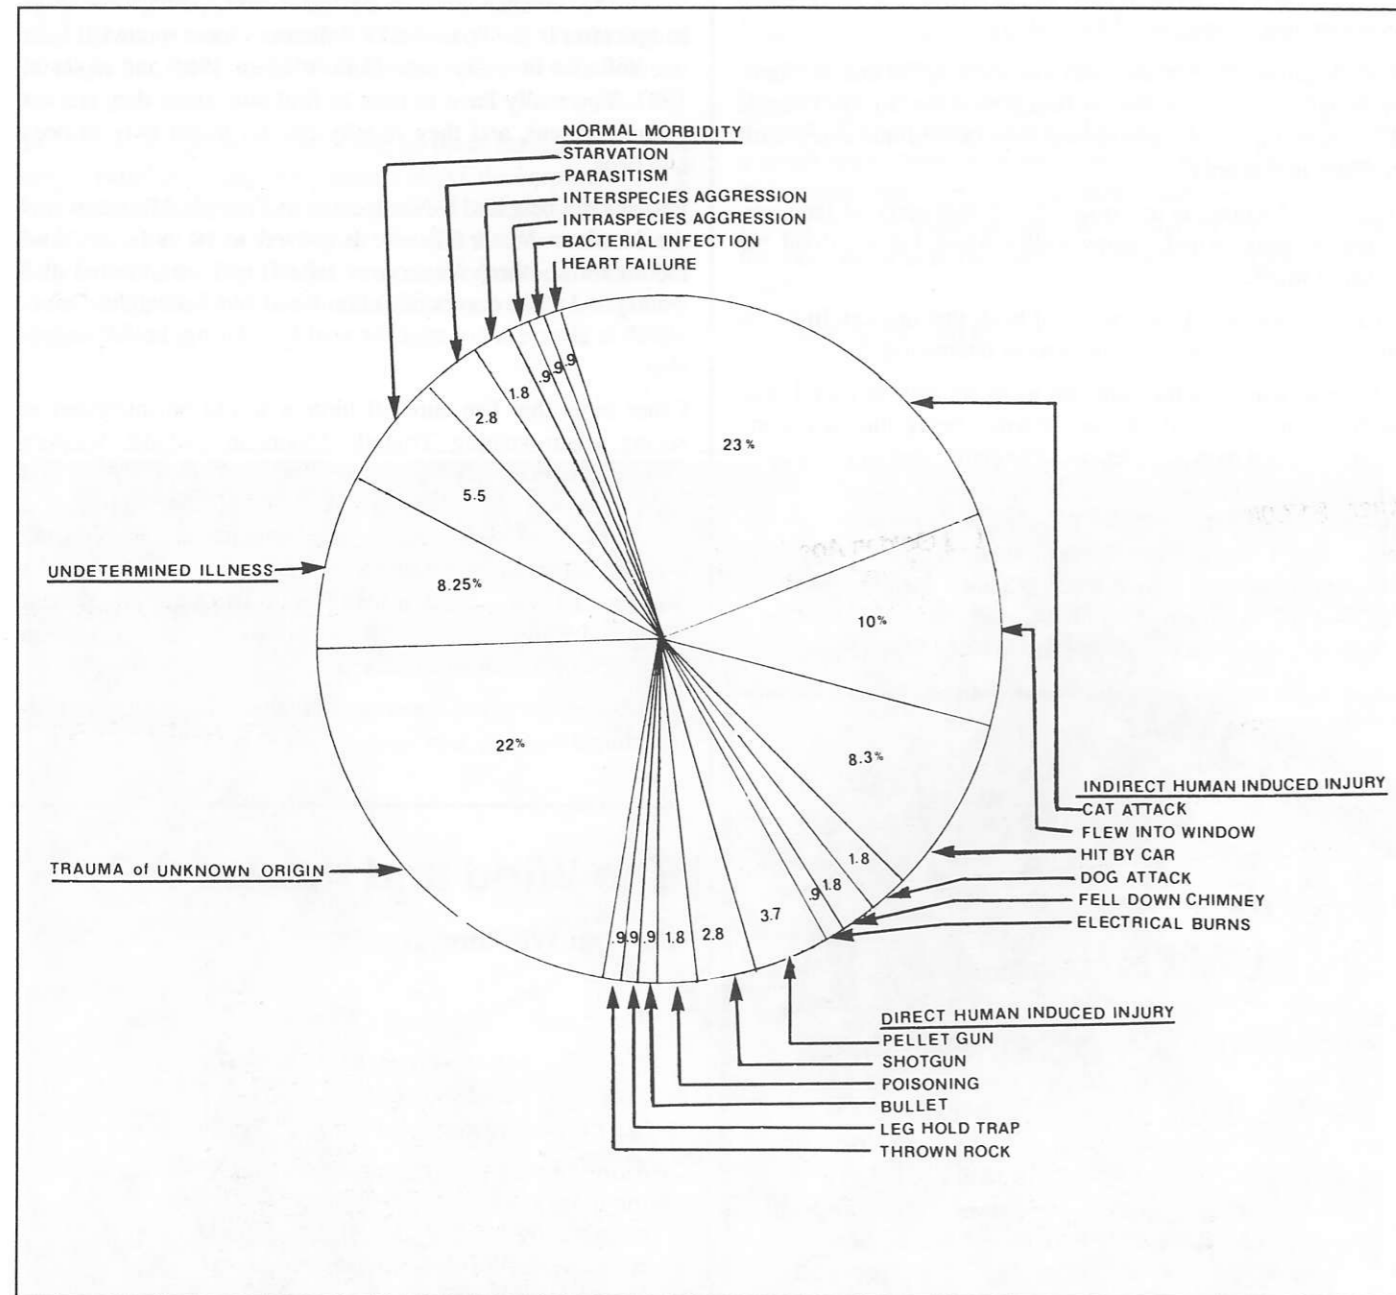 NORMAL MORBIDITY
STARVATION
PARASITISM
INTERSPECIES AGGRESSION
INTRASPECIES AGGRESSION
BACTERIAL INFECTION
HEART FAILURE
.9
.9
.9
1.8
2.8
5.5
23%
UNDETERMINED ILLNESS
8.25%
10%
22%
8.3%
INDIRECT HUMAN INDUCED INJURY
CAT ATTACK
FLEW INTO WINDOW
HIT BY CAR
DOG ATTACK
FELL DOWN CHIMNEY
ELECTRICAL BURNS
TRAUMA of UNKNOWN ORIGIN
1.8
1.8
.9
3.7
2.8
1.8
.9
.9
.9
DIRECT HUMAN INDUCED INJURY
PELLET GUN
SHOTGUN
POISONING
BULLET
LEG HOLD TRAP
THROWN ROCK